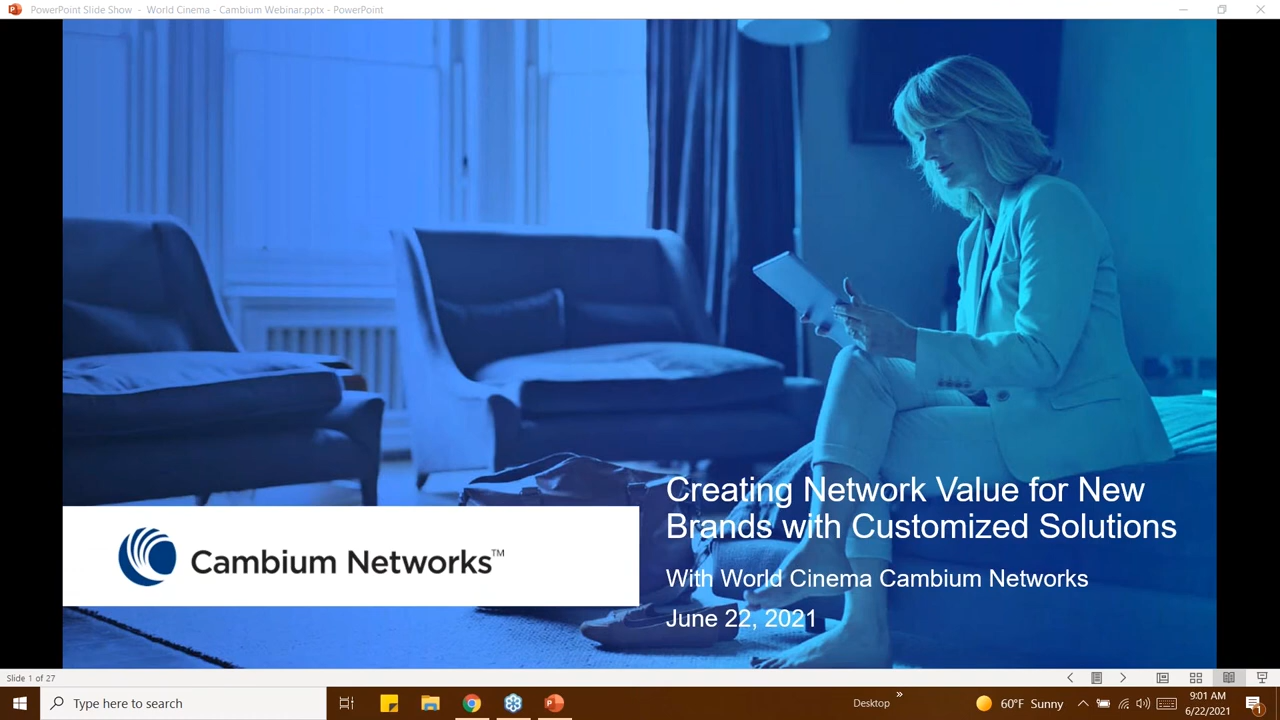 PowerPoint Slide Show - World Cinema - Cambium Webinar.pptx - PowerPoint
Creating Network Value for New
Brands with Customized Solutions
Cambium Networks™
With World Cinema Cambium Networks
June 22, 2021
Slide 1 of 27
Type here to search
Desktop
»
60°F Sunny
9:01 AM
6/22/2021
1